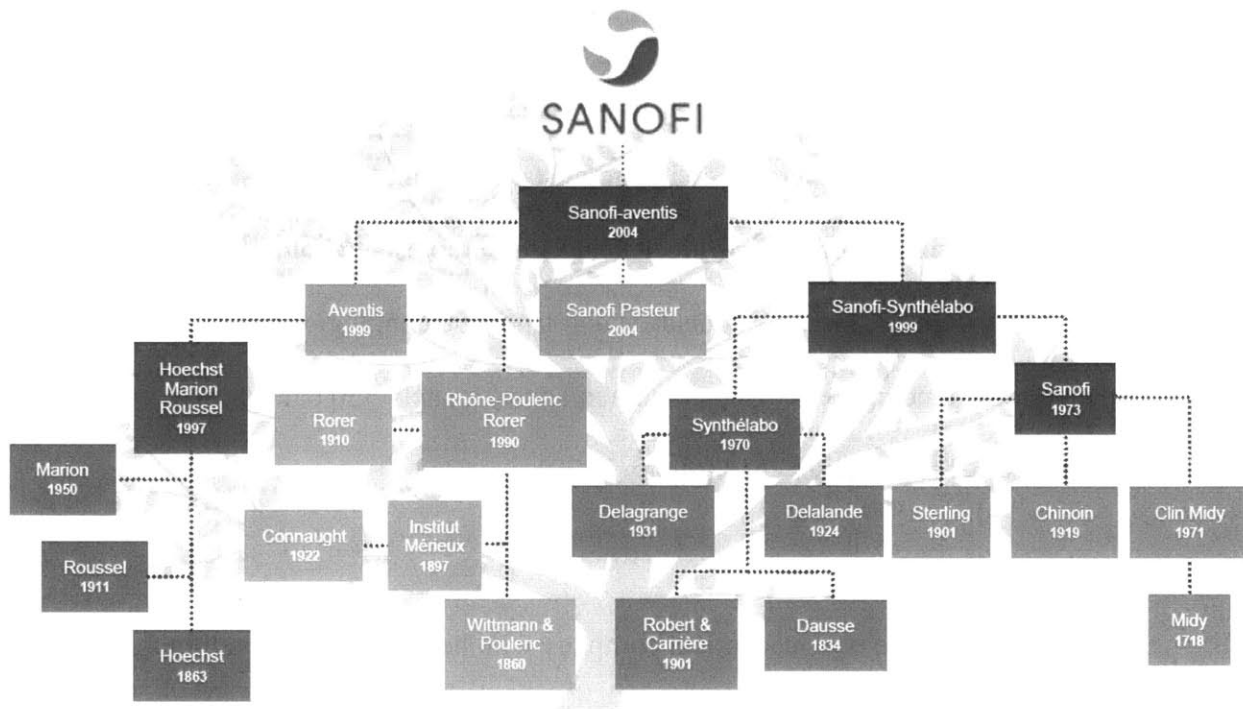 SANOFI
Sanofi-aventis
2004
Aventis
1999
Sanofi Pasteur
2004
Sanofi-Synthélabo
1999
Hoechst
Marion
Roussel
1997
Rorer
1910
Rhône-Poulenc
Rorer
1990
Synthélabo
1970
Sanofi
1973
Marion
1950
Connaught
1922
Institut
Mérieux
1897
Delagrange
1931
Delalande
1924
Sterling
1901
Chinoin
1919
Clin Midy
1971
Roussel
1911
Hoechst
1863
Wittmann &
Poulenc
1860
Robert &
Carrière
1901
Dausse
1834
Midy
1718